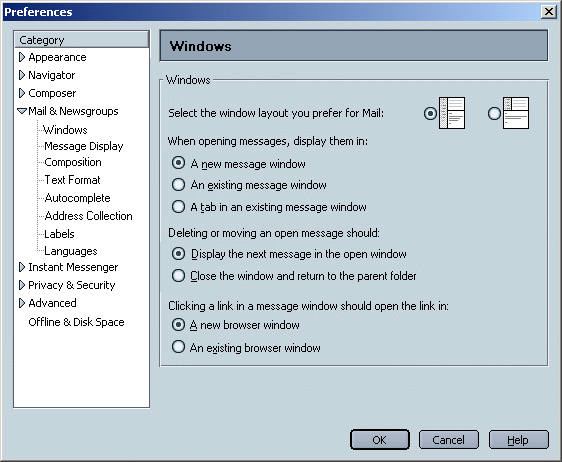 Preferences
Category
Appearance
Navigator
Composer
Mail & Newsgroups
Windows
Message Display
Composition
Text Format
Autocomplete
Address Collection
Labels
Languages
Instant Messenger
Privacy & Security
Advanced
Offline & Disk Space
Windows
Windows
Select the window layout you prefer for Mail:
When opening messages, display them in:
A new message window
An existing message window
A tab in an existing message window
Deleting or moving an open message should:
Display the next message in the open window
Close the window and return to the parent folder
Clicking a link in a message window should open the link in:
A new browser window
An existing browser window
OK Cancel Help